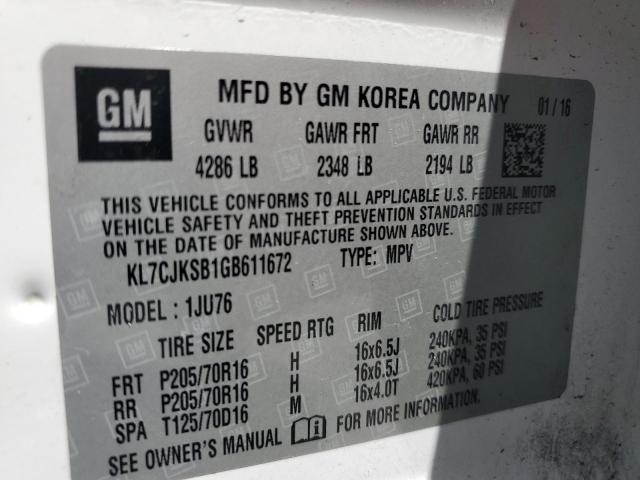 GM
MFD BY GM KOREA COMPANY 01 / 16
GVWR GAWR FRT GAWR RR
4286 LB 2348 LB 2194 LB
THIS VEHICLE CONFORMS TO ALL APPLICABLE U.S. FEDERAL MOTOR
VEHICLE SAFETY AND THEFT PREVENTION STANDARDS IN EFFECT
ON DATE OF MANUFACTURE SHOWN ABOVE.
KL7CJKSB1GB611672 TYPE: MPV
MODEL : 1JU76
TIRE SIZE SPEED RTG RIM COLD TIRE PRESSURE
FRT P205/70R16 H 16x6.5J 240KPA, 35 PSI
RR P205/70R16 H 16x6.5J 240KPA, 35 PSI
SPA T125/70D16 M 16x4.0T 420KPA, 60 PSI
SEE OWNER'S MANUAL FOR MORE INFORMATION.